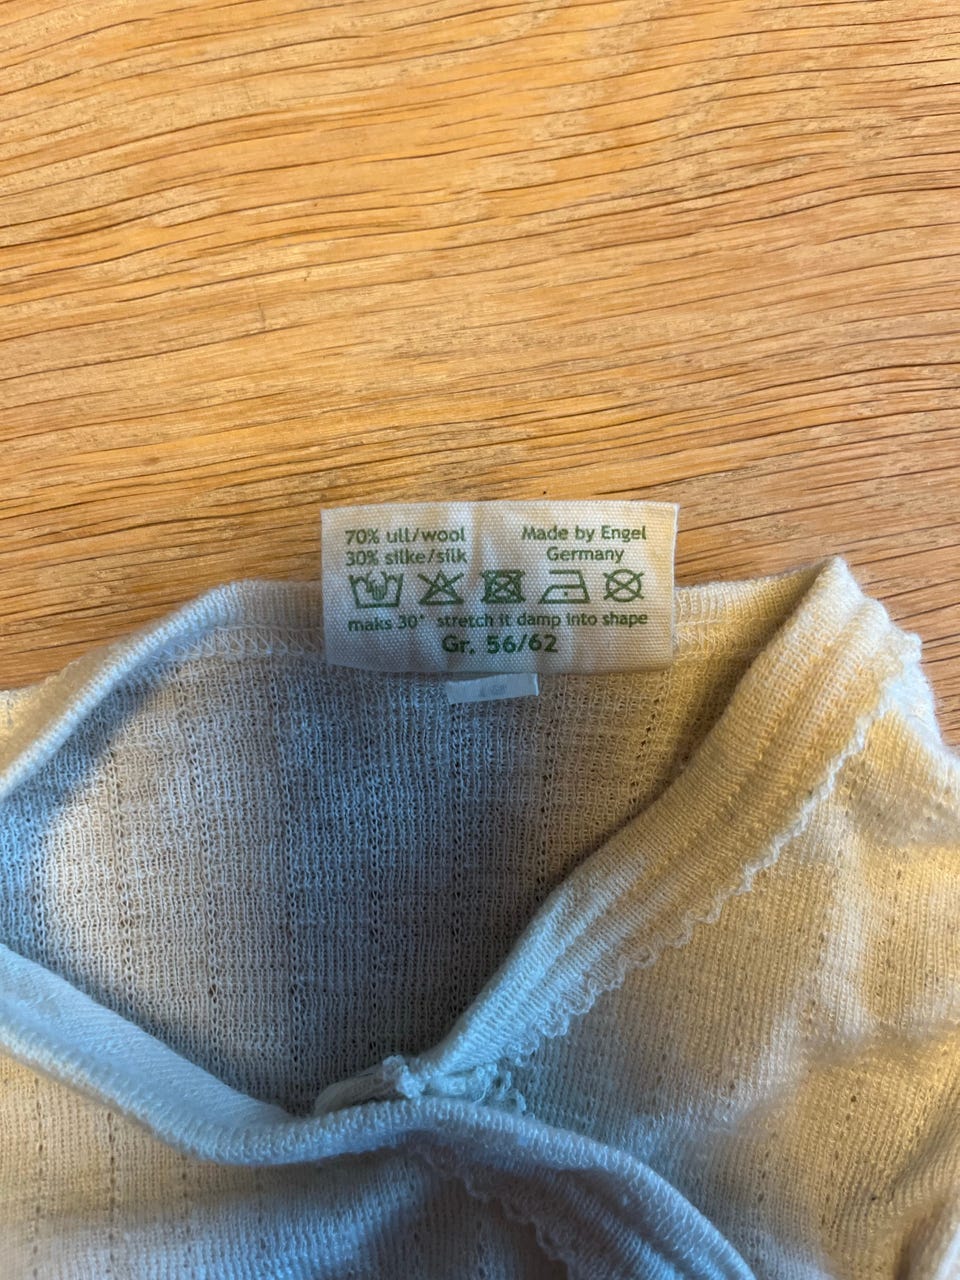 70% ull/wool
30% silke/silk
Made by Engel
Germany
maks 30° stretch it damp into shape
Gr. 56/62